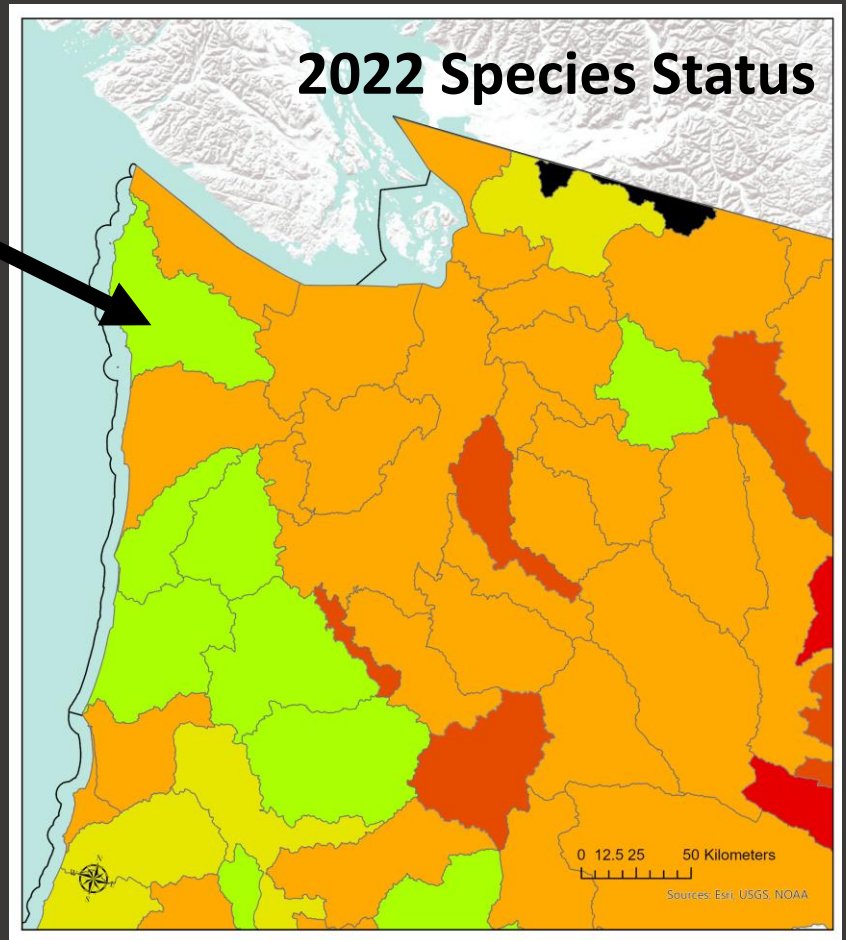 2022 Species Status
N
W E
S
0 12.5 25 50 Kilometers
Sources: Esri, USGS, NOAA